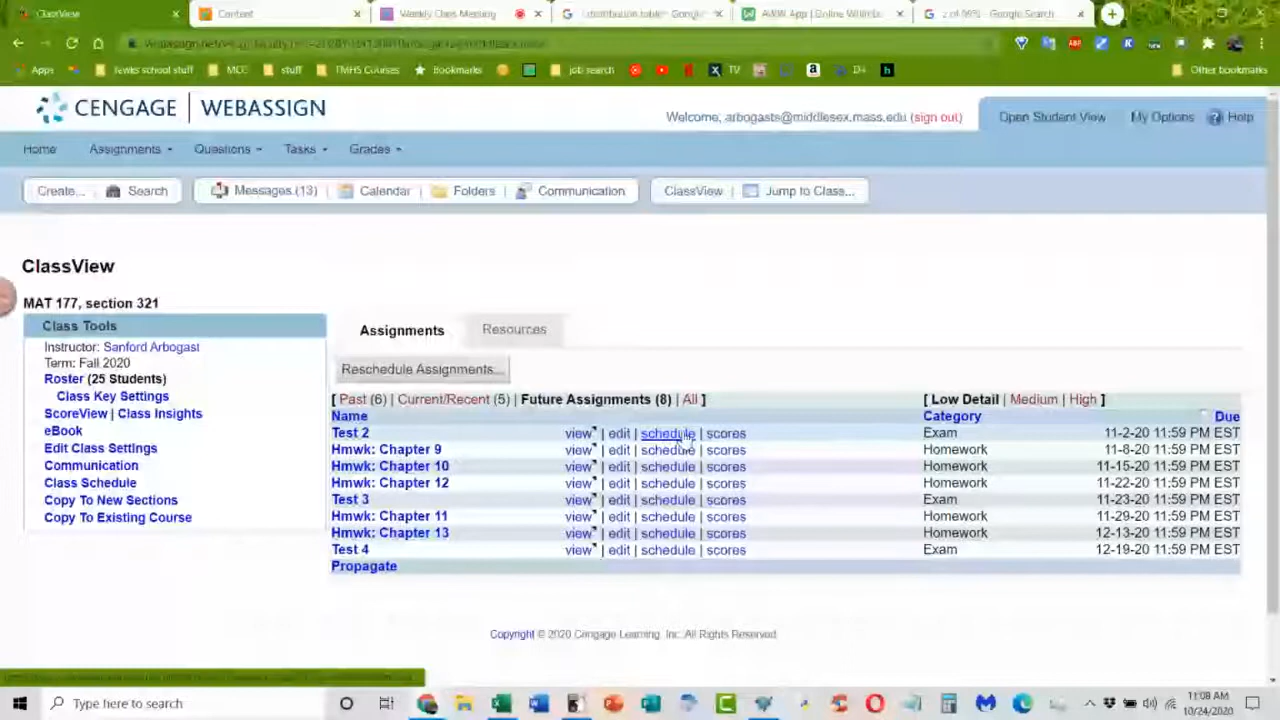 ClassView
Content
Weekly Class Meeting
AWW App | Online Whitebo
z of 99% - Google Search
Apps
tewks school stuff
MCC
stuff
TMHS Courses
Bookmarks
job search
TV
D+
Other bookmarks
CENGAGE | WEBASSIGN
Welcome, arbogasts@middlesex.mass.edu (sign out)
Open Student View
My Options
Help
Home
Assignments
Questions
Tasks
Grades
Create...
Search
Messages (13)
Calendar
Folders
Communication
ClassView
Jump to Class...
ClassView
MAT 177, section 321
Class Tools
Instructor: Sanford Arbogast
Term: Fall 2020
Roster (25 Students)
Class Key Settings
ScoreView | Class Insights
eBook
Edit Class Settings
Communication
Class Schedule
Copy To New Sections
Copy To Existing Course
Assignments
Resources
Reschedule Assignments...
[ Past (6) | Current/Recent (5) | Future Assignments (8) | All ]
[ Low Detail | Medium | High ]
Name Category Due
Test 2 view | edit | schedule | scores Exam 11-2-20 11:59 PM EST
Hmwk: Chapter 9 view | edit | schedule | scores Homework 11-8-20 11:59 PM EST
Hmwk: Chapter 10 view | edit | schedule | scores Homework 11-15-20 11:59 PM EST
Hmwk: Chapter 12 view | edit | schedule | scores Homework 11-22-20 11:59 PM EST
Test 3 view | edit | schedule | scores Exam 11-23-20 11:59 PM EST
Hmwk: Chapter 11 view | edit | schedule | scores Homework 11-29-20 11:59 PM EST
Hmwk: Chapter 13 view | edit | schedule | scores Homework 12-13-20 11:59 PM EST
Test 4 view | edit | schedule | scores Exam 12-19-20 11:59 PM EST
Propagate
Copyright © 2020 Cengage Learning, Inc. All Rights Reserved
Type here to search
11:08 AM
10/24/2020